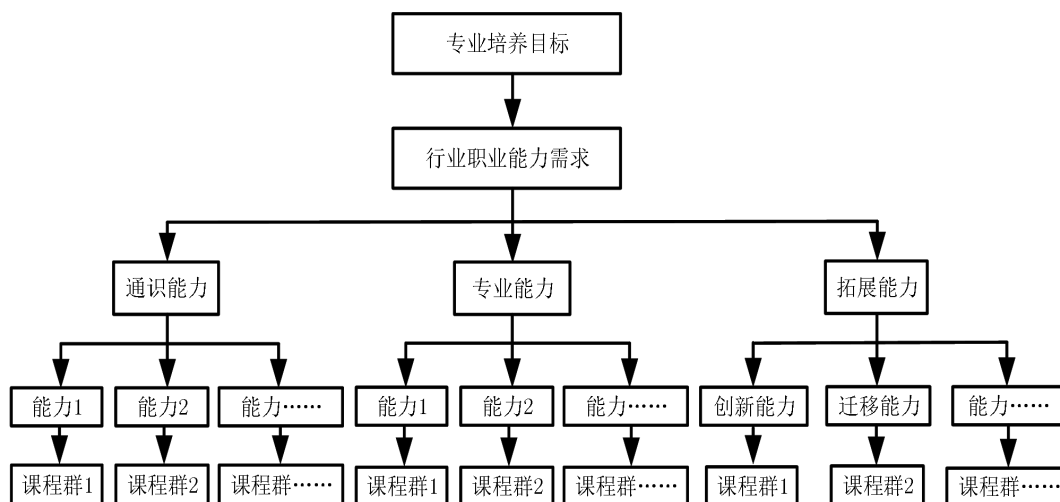 专业培养目标
行业职业能力需求
通识能力
专业能力
拓展能力
能力1
能力2
能力……
能力1
能力2
能力……
创新能力
迁移能力
能力……
课程群1
课程群2
课程群……
课程群1
课程群2
课程群……
课程群1
课程群2
课程群……